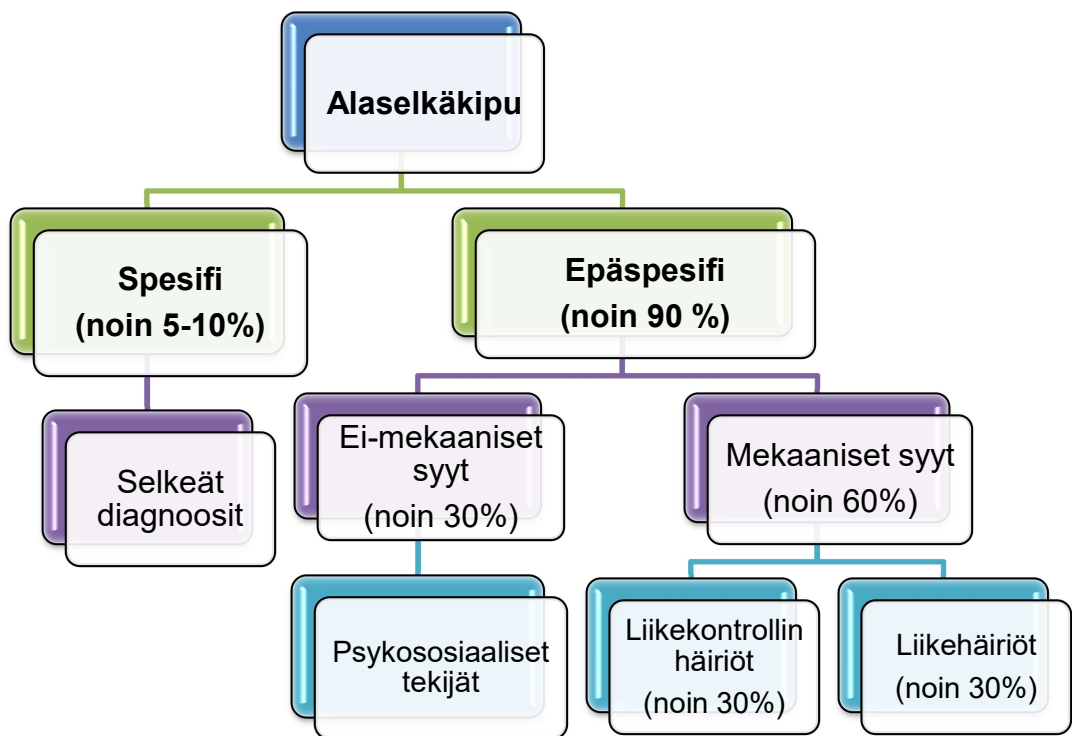 Alaselkäkipu
Spesifi
(noin 5-10%)
Epäspesifi
(noin 90 %)
Selkeät
diagnoosit
Ei-mekaaniset
syyt
(noin 30%)
Mekaaniset syyt
(noin 60%)
Psykososiaaliset
tekijät
Liikekontrollin
häiriöt
(noin 30%)
Liikehäiriöt
(noin 30%)